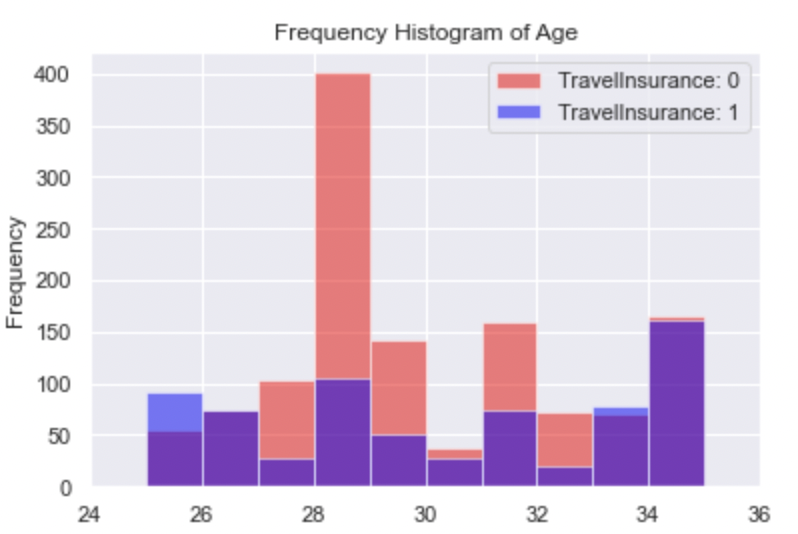 Frequency Histogram of Age
TravelInsurance: 0
TravelInsurance: 1
Frequency
400
350
300
250
200
150
100
50
0
24 26 28 30 32 34 36